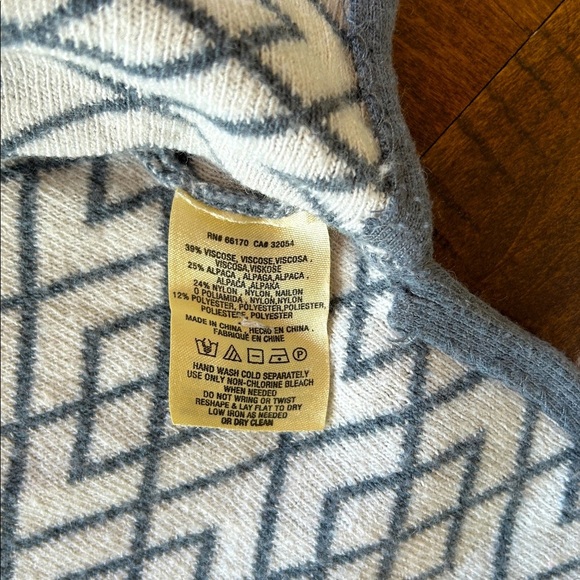 RN# 66170 CA# 32054
39% VISCOSE, VISCOSE,VISCOSA ,
VISCOSA,VISKOSE
25% ALPACA , ALPAGA,ALPACA ,
ALPACA ,ALPAKA
24% NYLON , NYLON, NAILON
O POLIAMIDA , NYLON,NYLON
12% POLYESTER, POLYESTER,POLIESTER,
POLIESTERE, POLYESTER
MADE IN CHINA , HECHO EN CHINA ,
FABRIQUÉ EN CHINE
P
HAND WASH COLD SEPARATELY
USE ONLY NON-CHLORINE BLEACH
WHEN NEEDED
DO NOT WRING OR TWIST
RESHAPE & LAY FLAT TO DRY
LOW IRON AS NEEDED
OR DRY CLEAN